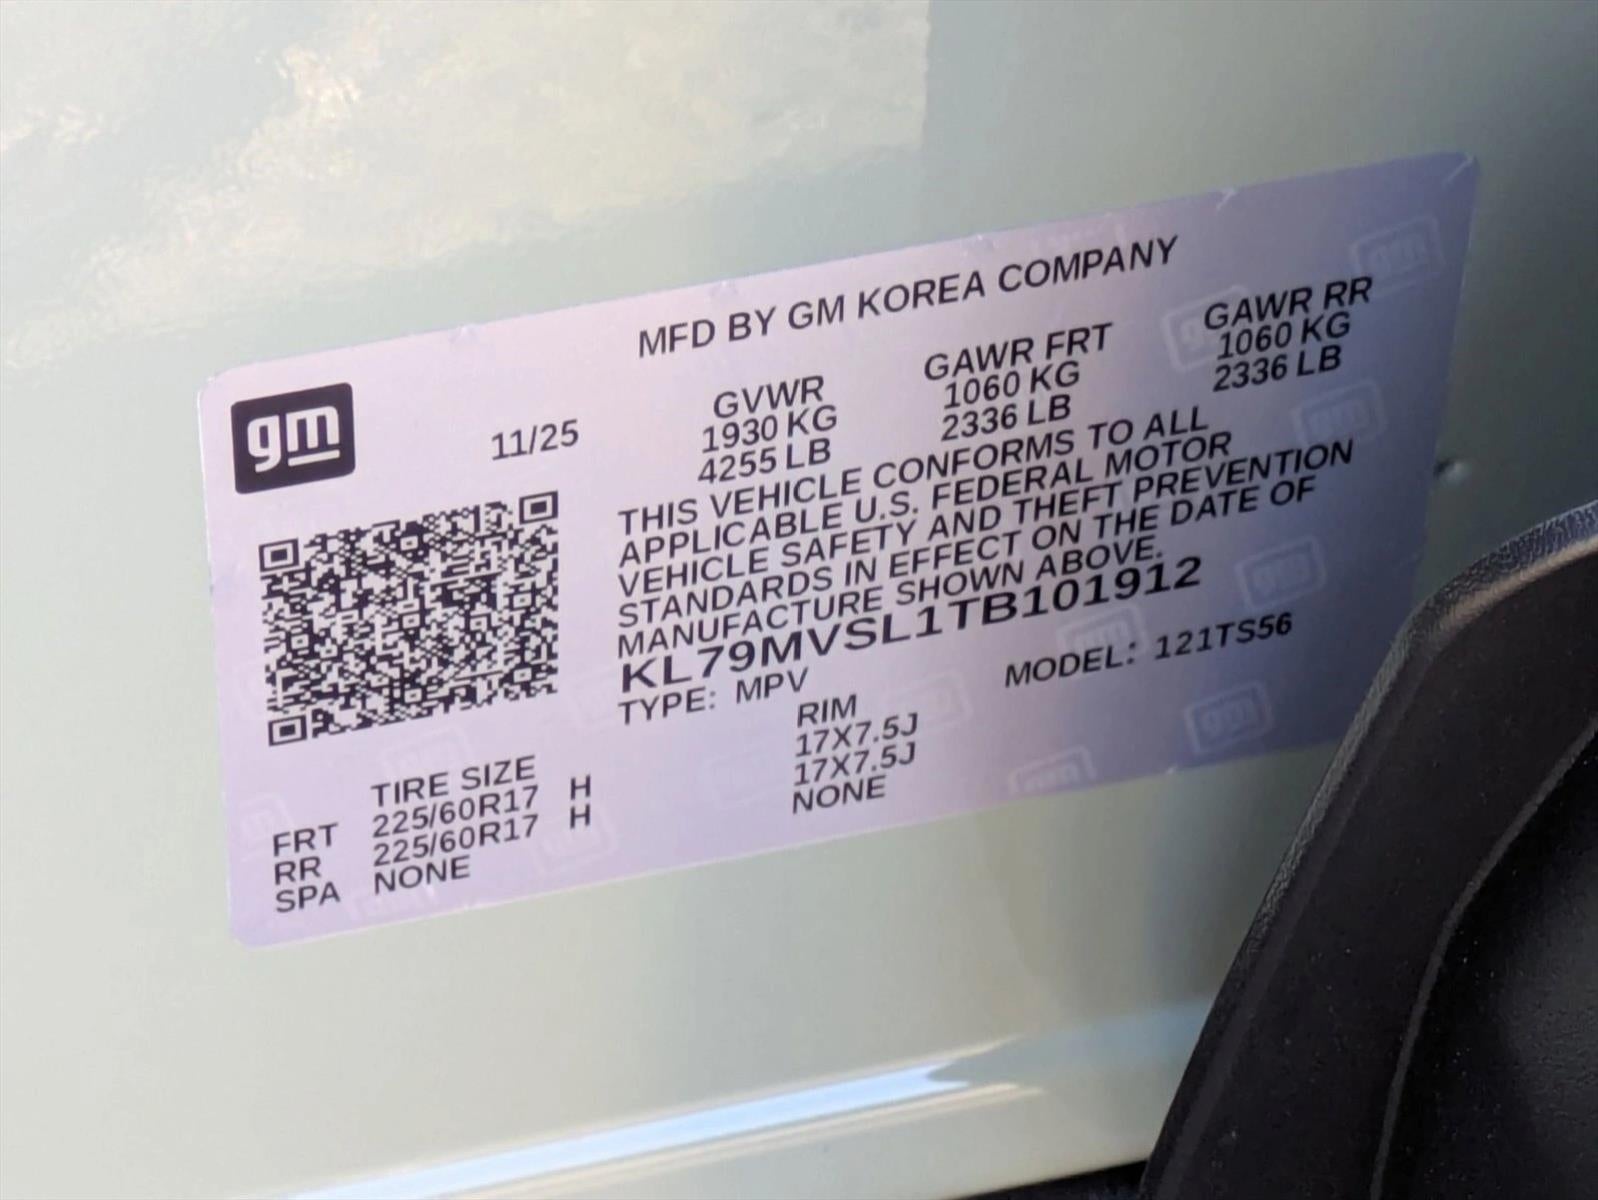 MFD BY GM KOREA COMPANY
gm
11/25
GVWR
1930 KG
4255 LB
GAWR FRT
1060 KG
2336 LB
GAWR RR
1060 KG
2336 LB
THIS VEHICLE CONFORMS TO ALL
APPLICABLE U.S. FEDERAL MOTOR
VEHICLE SAFETY AND THEFT PREVENTION
STANDARDS IN EFFECT ON THE DATE OF
MANUFACTURE SHOWN ABOVE.
KL79MVSL1TB101912
TYPE: MPV
MODEL: 121TS56
TIRE SIZE
RIM
FRT 225/60R17 H 17X7.5J
RR 225/60R17 H 17X7.5J
SPA NONE NONE